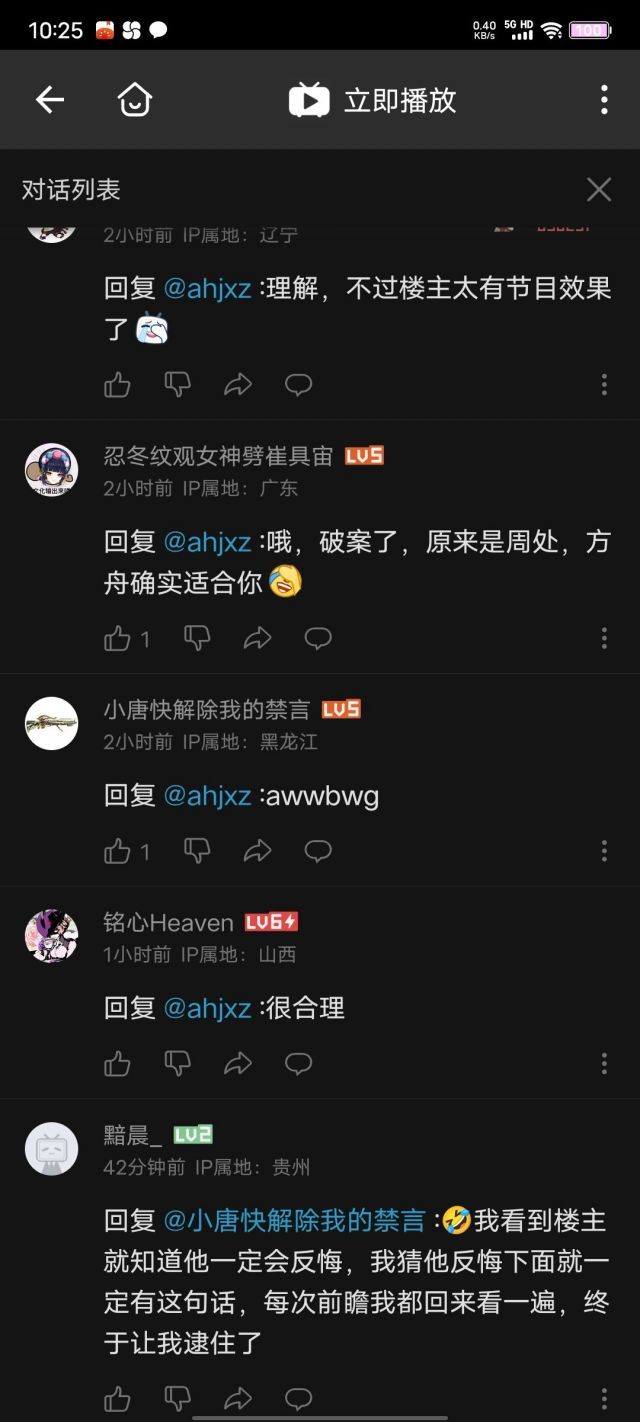 10:25
0.40
KB/s
5G HD
100
立即播放
对话列表
2小时前 IP属地：辽宁
回复 @ahjxz :理解，不过楼主太有节目效果
了
忍冬纹观女神劈崔具宙 LV5
2小时前 IP属地：广东
回复 @ahjxz :哦，破案了，原来是周处，方
舟确实适合你
1
小唐快解除我的禁言 LV5
2小时前 IP属地：黑龙江
回复 @ahjxz :awwbwg
1
铭心Heaven LV6
1小时前 IP属地：山西
回复 @ahjxz :很合理
黯晨_ LV2
42分钟前 IP属地：贵州
回复 @小唐快解除我的禁言 :我看到楼主
就知道他一定会反悔，我猜他反悔下面就一
定有这句话，每次前瞻我都回来看一遍，终
于让我逮住了